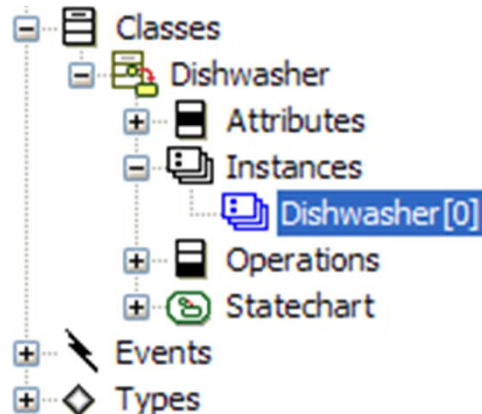 Classes
Dishwasher
Attributes
Instances
Dishwasher[0]
Operations
Statechart
Events
Types